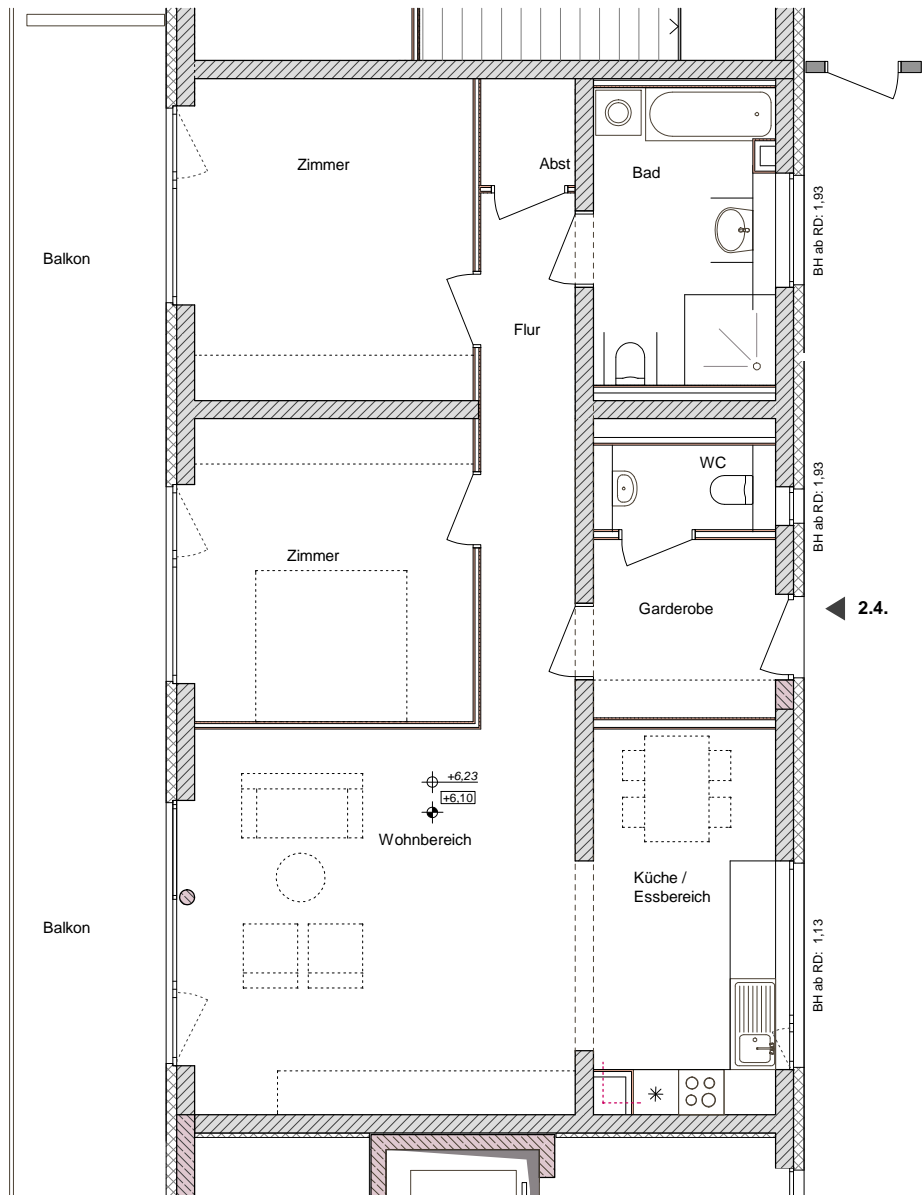 Zimmer
Abst
Bad
BH ab RD: 1,93
Balkon
Flur
WC
BH ab RD: 1,93
Zimmer
Garderobe
2.4.
+6,23
+6,10
Wohnbereich
Küche /
Essbereich
Balkon
BH ab RD: 1,13